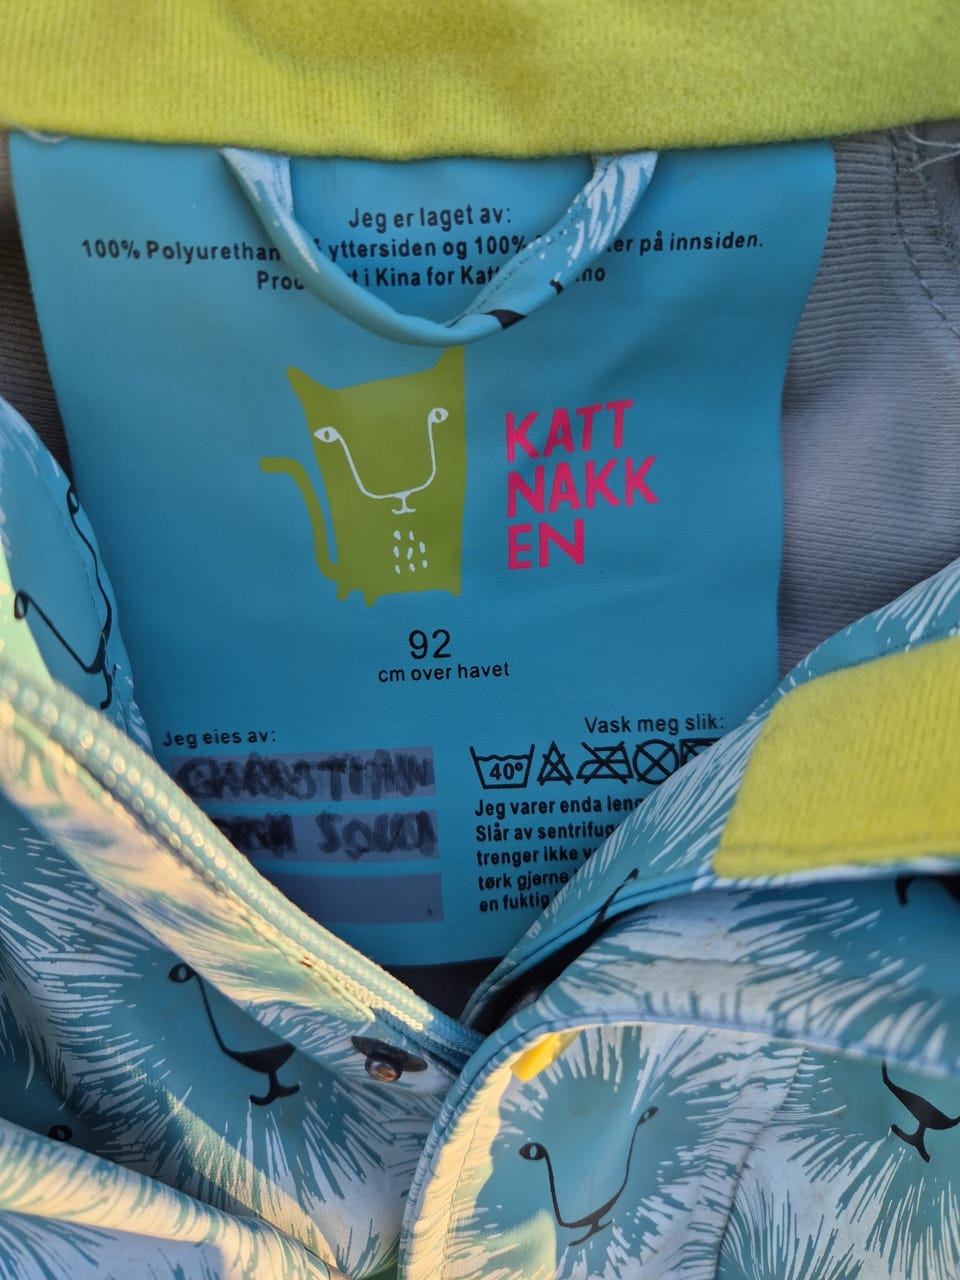 Jeg er laget av:
100% Polyurethan yttersiden og 100% på innsiden.
i Kina for
KATT
NAKK
EN
92
cm over havet
Jeg eies av:
Vask meg slik:
40°
Jeg varer enda
Slår av
trenger ikke
tørk gjerne
en fuktig